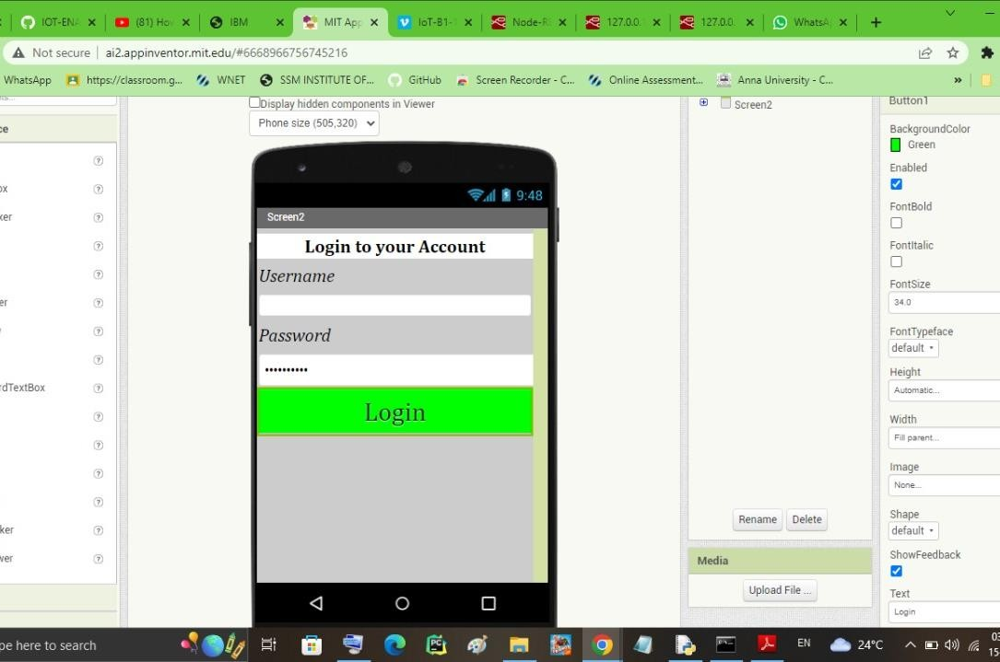 IOT-ENA
(81) Hov
IBM
MIT App
IoT-B1-
Node-RE
127.0.0.
127.0.0.
WhatsA
Not secure
ai2.appinventor.mit.edu/#6668966756745216
WhatsApp
https://classroom.g...
WNET
SSM INSTITUTE OF...
GitHub
Screen Recorder - C...
Online Assessment...
Anna University - C...
»
Display hidden components in Viewer
Phone size (505,320)
9:48
Screen2
Login to your Account
Username
Password
••••••••••
Login
ce
ox
ker
er
rdTextBox
ker
wer
Screen2
Rename
Delete
Media
Upload File ...
Button1
BackgroundColor
Green
Enabled
FontBold
FontItalic
FontSize
34.0
FontTypeface
default
Height
Automatic...
Width
Fill parent...
Image
None...
Shape
default
ShowFeedback
Text
Login
pe here to search
EN
24°C
03